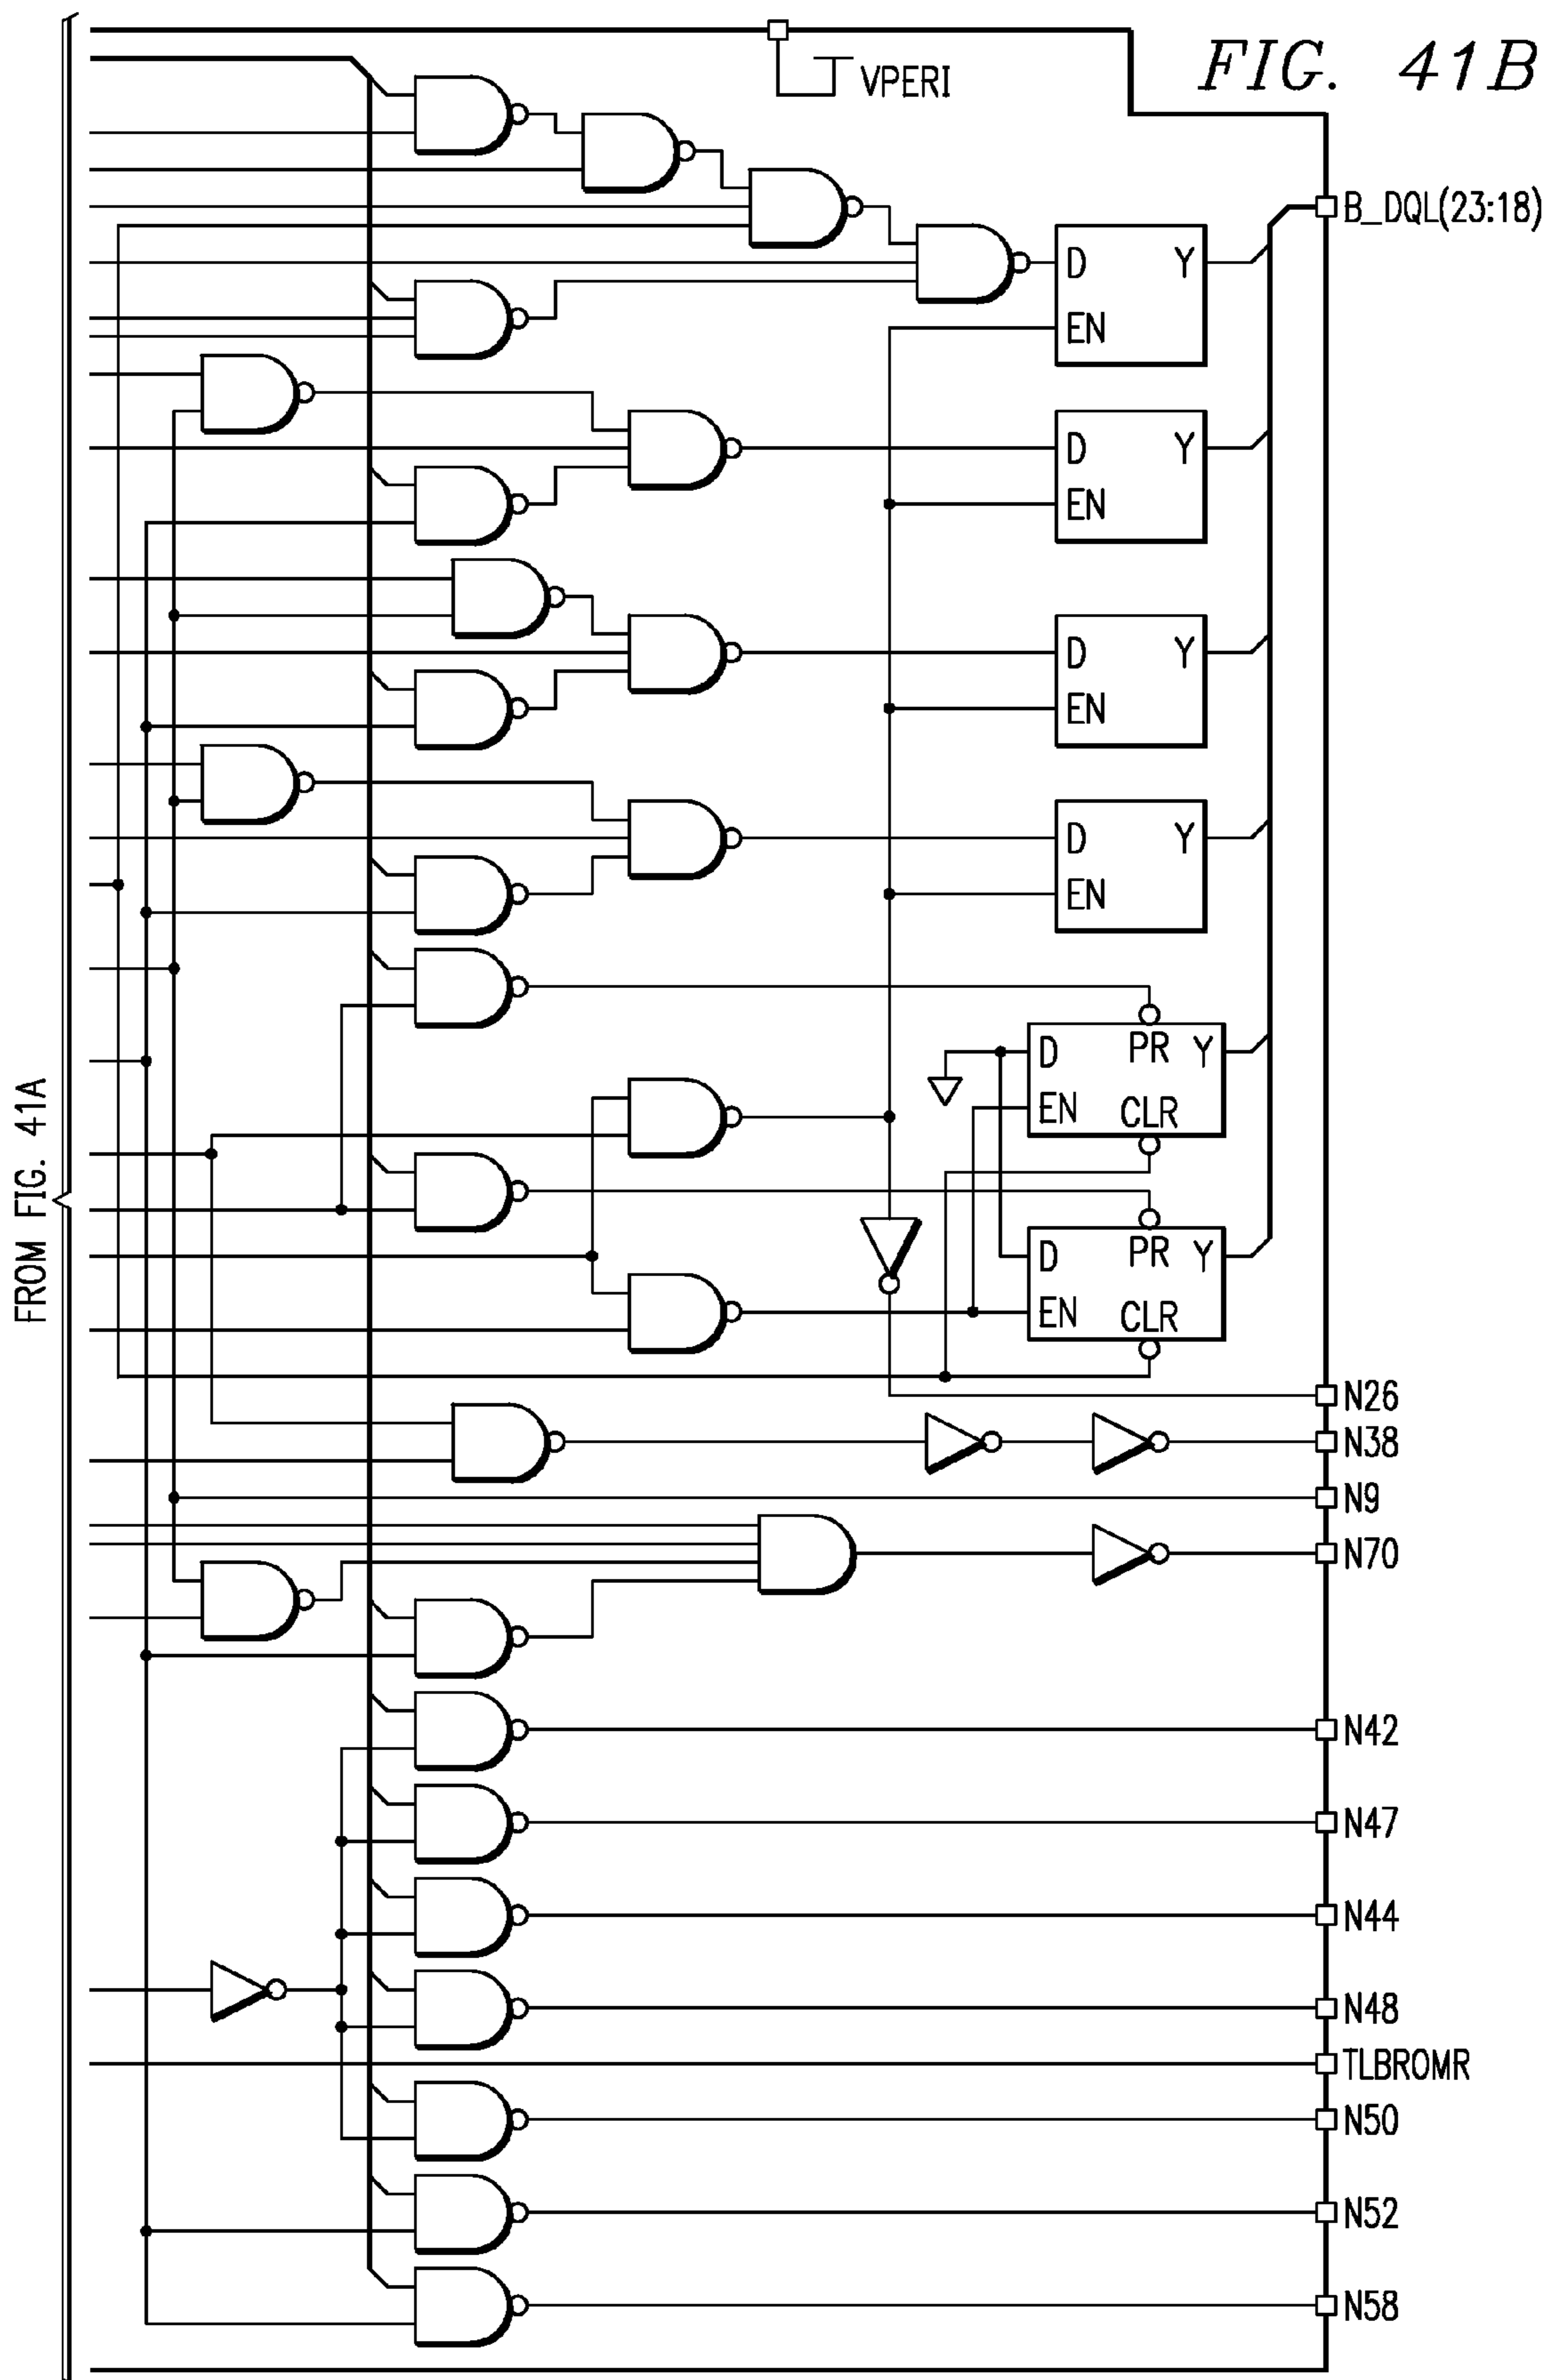 FIG. 41B
VPERI
B_DQL(23:18)
D Y
EN
D Y
EN
D Y
EN
D Y
EN
D PR Y
EN CLR
D PR Y
EN CLR
FROM FIG. 41A
N26
N38
N9
N70
N42
N47
N44
N48
TLBROMR
N50
N52
N58